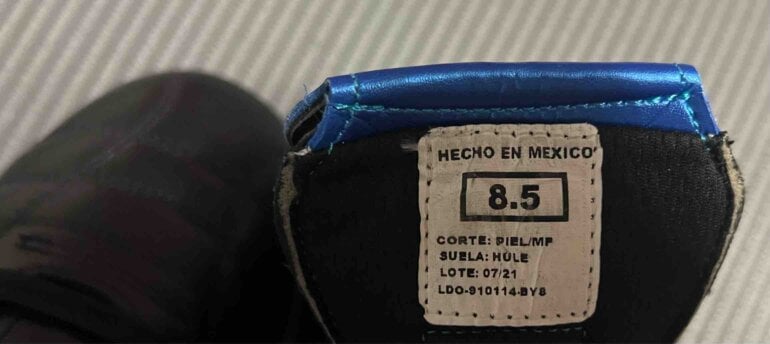 HECHO EN MEXICO
8.5
CORTE: PIEL/MF
SUELA: HULE
LOTE: 07/21
LDO-910114-BY8